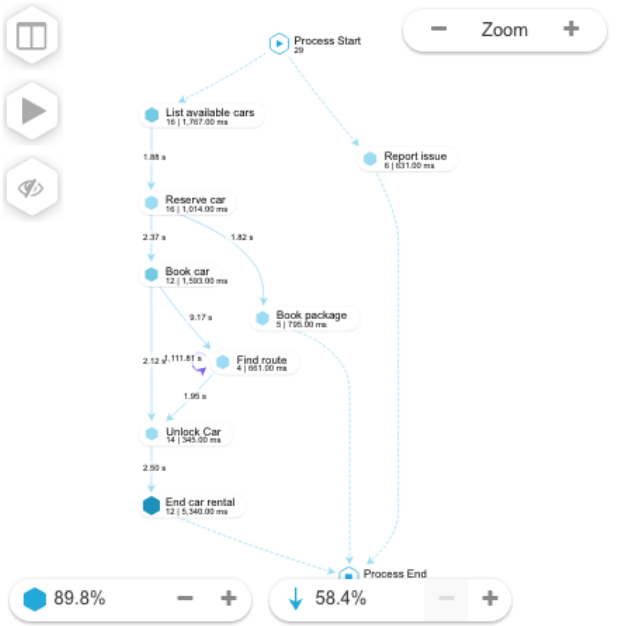 Process Start
29
Zoom
List available cars
16 | 1,767.00 ms
1.88 s
Report issue
6 | 631.00 ms
Reserve car
16 | 1,014.00 ms
2.37 s
1.82 s
Book car
12 | 1,593.00 ms
9.17 s
Book package
5 | 795.00 ms
2.12 s
1,111.81 s
Find route
4 | 661.00 ms
1.95 s
Unlock Car
14 | 345.00 ms
2.50 s
End car rental
12 | 5,340.00 ms
Process End
89.8%
58.4%